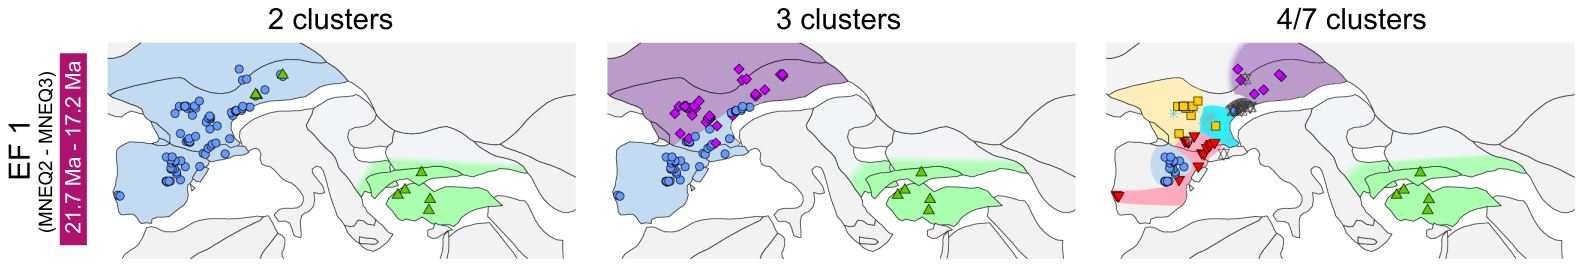 2 clusters
3 clusters
4/7 clusters
EF 1
(MNEQ2 - MNEQ3)
21.7 Ma - 17.2 Ma